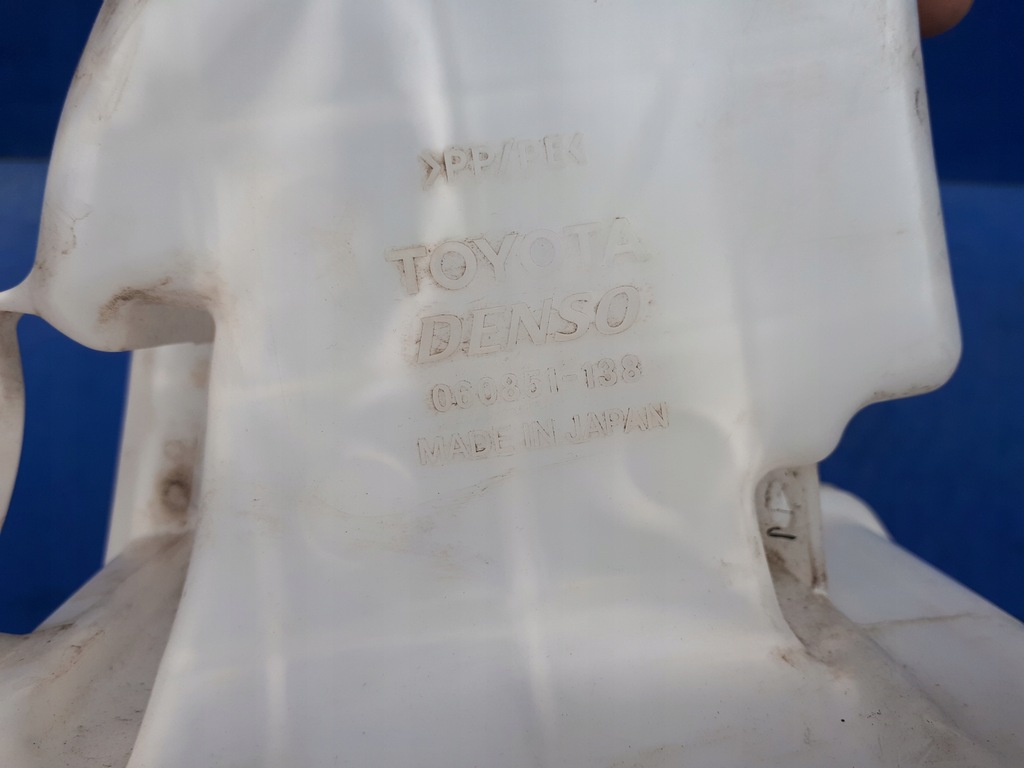 >PP/PE<
TOYOTA
DENSO
060851-138
MADE IN JAPAN